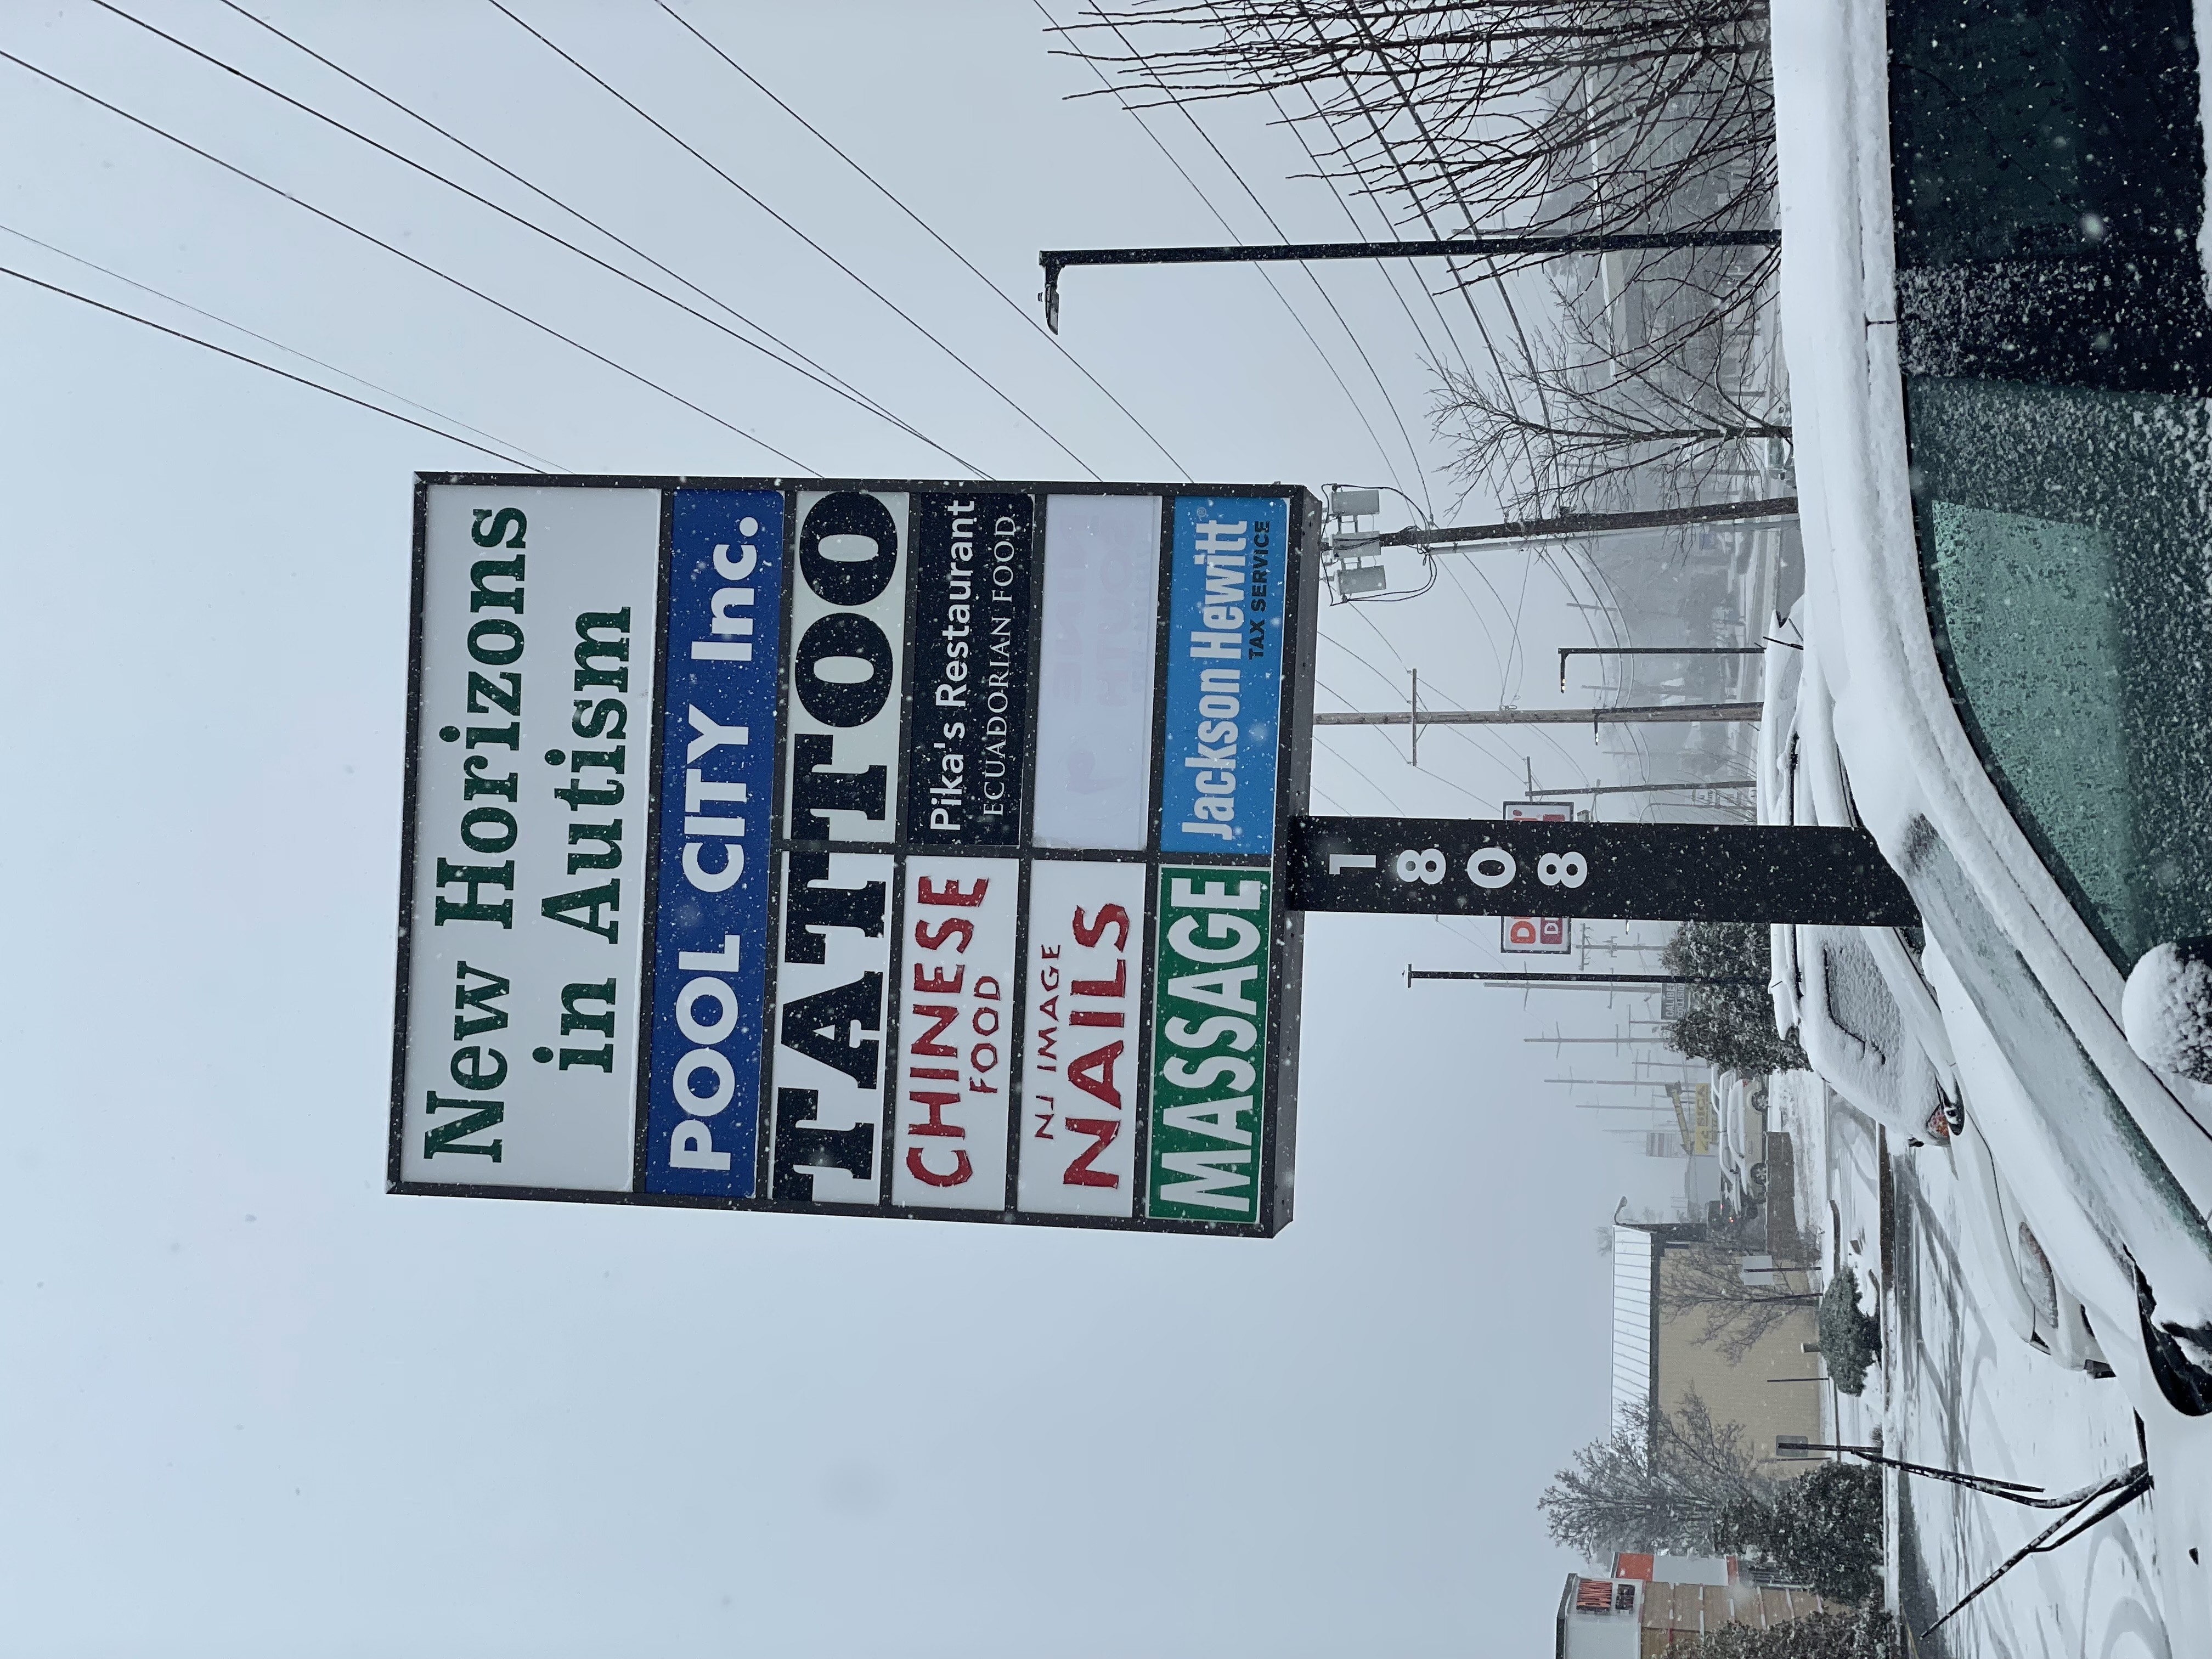 New Horizons
in Autism
POOL CITY Inc.
TATTOO
CHINESE
FOOD
Pika's Restaurant
ECUADORIAN FOOD
NJ IMAGE
NAILS
MASSAGE
Jackson Hewitt®
TAX SERVICE
1
8
0
8